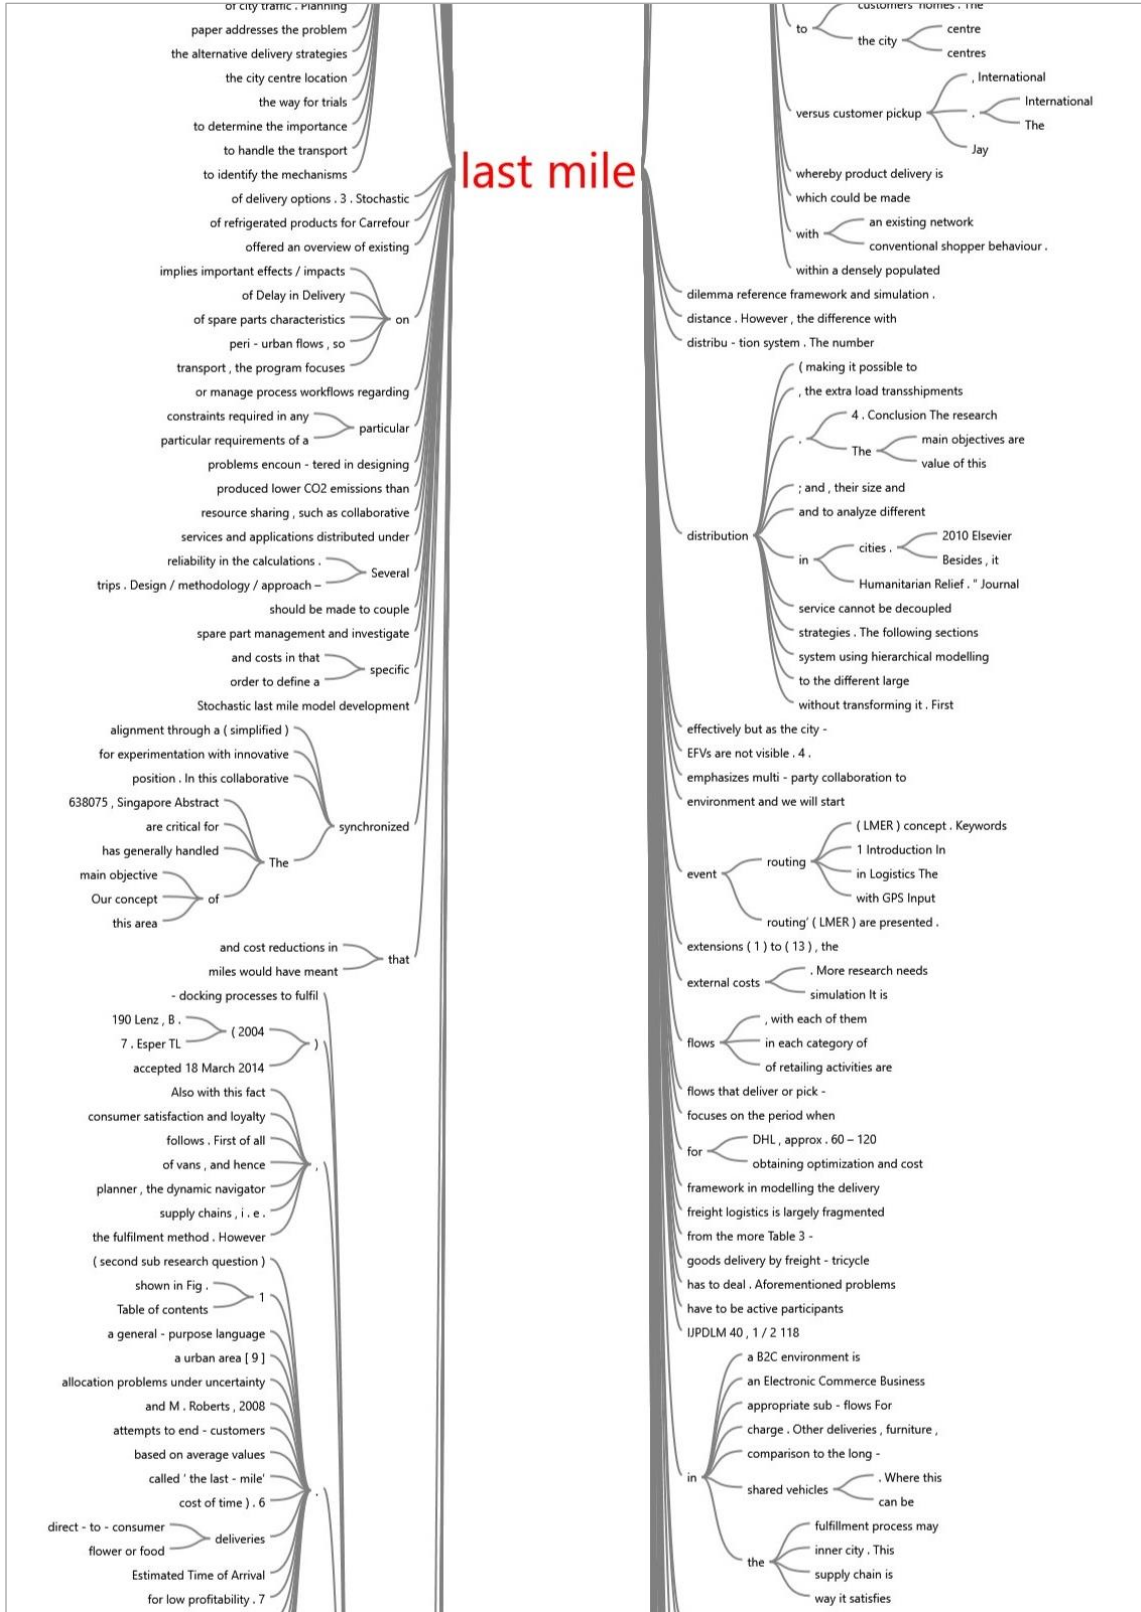 of city traffic . Planning
paper addresses the problem
the alternative delivery strategies
the city centre location
the way for trials
to determine the importance
to handle the transport
to identify the mechanisms
of delivery options . 3 . Stochastic
of refrigerated products for Carrefour
offered an overview of existing
implies important effects / impacts
of Delay in Delivery
of spare parts characteristics
on
peri - urban flows , so
transport , the program focuses
or manage process workflows regarding
constraints required in any
particular
particular requirements of a
problems encoun - tered in designing
produced lower CO2 emissions than
resource sharing , such as collaborative
services and applications distributed under
reliability in the calculations .
Several
trips . Design / methodology / approach –
should be made to couple
spare part management and investigate
and costs in that
specific
order to define a
Stochastic last mile model development
alignment through a ( simplified )
for experimentation with innovative
position . In this collaborative
638075 , Singapore Abstract
synchronized
are critical for
has generally handled
The
main objective
Our concept
of
this area
and cost reductions in
that
miles would have meant
- docking processes to fulfil
190 Lenz , B .
( 2004
7 . Esper TL
)
accepted 18 March 2014
Also with this fact
consumer satisfaction and loyalty
follows . First of all
of vans , and hence
,
planner , the dynamic navigator
supply chains , i . e .
the fulfilment method . However
( second sub research question )
shown in Fig .
1
Table of contents
a general - purpose language
a urban area [ 9 ]
allocation problems under uncertainty
and M . Roberts , 2008
attempts to end - customers
based on average values
called ' the last - mile'
.
cost of time ) . 6
direct - to - consumer
deliveries
flower or food
Estimated Time of Arrival
for low profitability . 7
last mile
customers' homes . The
to
the city
centre
centres
versus customer pickup
, International
.
International
The
Jay
whereby product delivery is
which could be made
with
an existing network
conventional shopper behaviour .
within a densely populated
dilemma reference framework and simulation .
distance . However , the difference with
distribu - tion system . The number
distribution
( making it possible to
, the extra load transshipments
.
4 . Conclusion The research
The
main objectives are
value of this
; and , their size and
and to analyze different
in
cities .
2010 Elsevier
Besides , it
Humanitarian Relief . " Journal
service cannot be decoupled
strategies . The following sections
system using hierarchical modelling
to the different large
without transforming it . First
effectively but as the city -
EFVs are not visible . 4 .
emphasizes multi - party collaboration to
environment and we will start
event
routing
( LMER ) concept . Keywords
1 Introduction In
in Logistics The
with GPS Input
routing' ( LMER ) are presented .
extensions ( 1 ) to ( 13 ) , the
external costs
. More research needs
simulation It is
flows
, with each of them
in each category of
of retailing activities are
flows that deliver or pick -
focuses on the period when
for
DHL , approx . 60 – 120
obtaining optimization and cost
framework in modelling the delivery
freight logistics is largely fragmented
from the more Table 3 -
goods delivery by freight - tricycle
has to deal . Aforementioned problems
have to be active participants
IJPDLM 40 , 1 / 2 118
in
a B2C environment is
an Electronic Commerce Business
appropriate sub - flows For
charge . Other deliveries , furniture ,
comparison to the long -
shared vehicles
. Where this
can be
the
fulfillment process may
inner city . This
supply chain is
way it satisfies